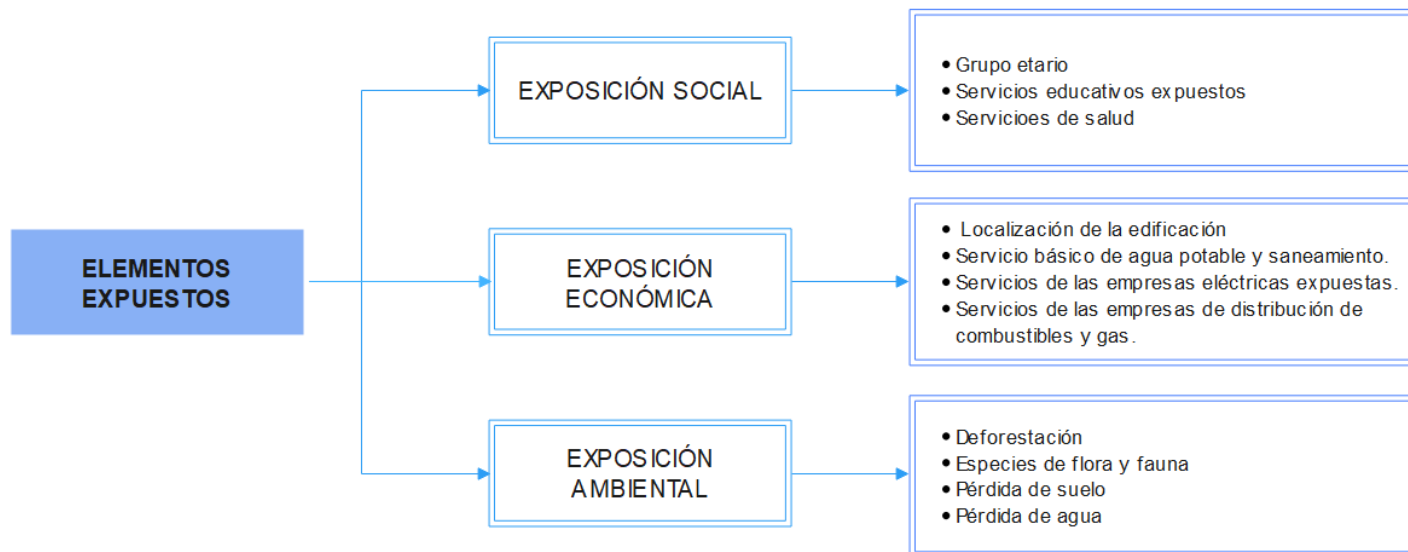 ELEMENTOS
EXPUESTOS
EXPOSICIÓN SOCIAL
• Grupo etario
• Servicios educativos expuestos
• Servicioes de salud
EXPOSICIÓN
ECONÓMICA
• Localización de la edificación
• Servicio básico de agua potable y saneamiento.
• Servicios de las empresas eléctricas expuestas.
• Servicios de las empresas de distribución de
combustibles y gas.
EXPOSICIÓN
AMBIENTAL
• Deforestación
• Especies de flora y fauna
• Pérdida de suelo
• Pérdida de agua